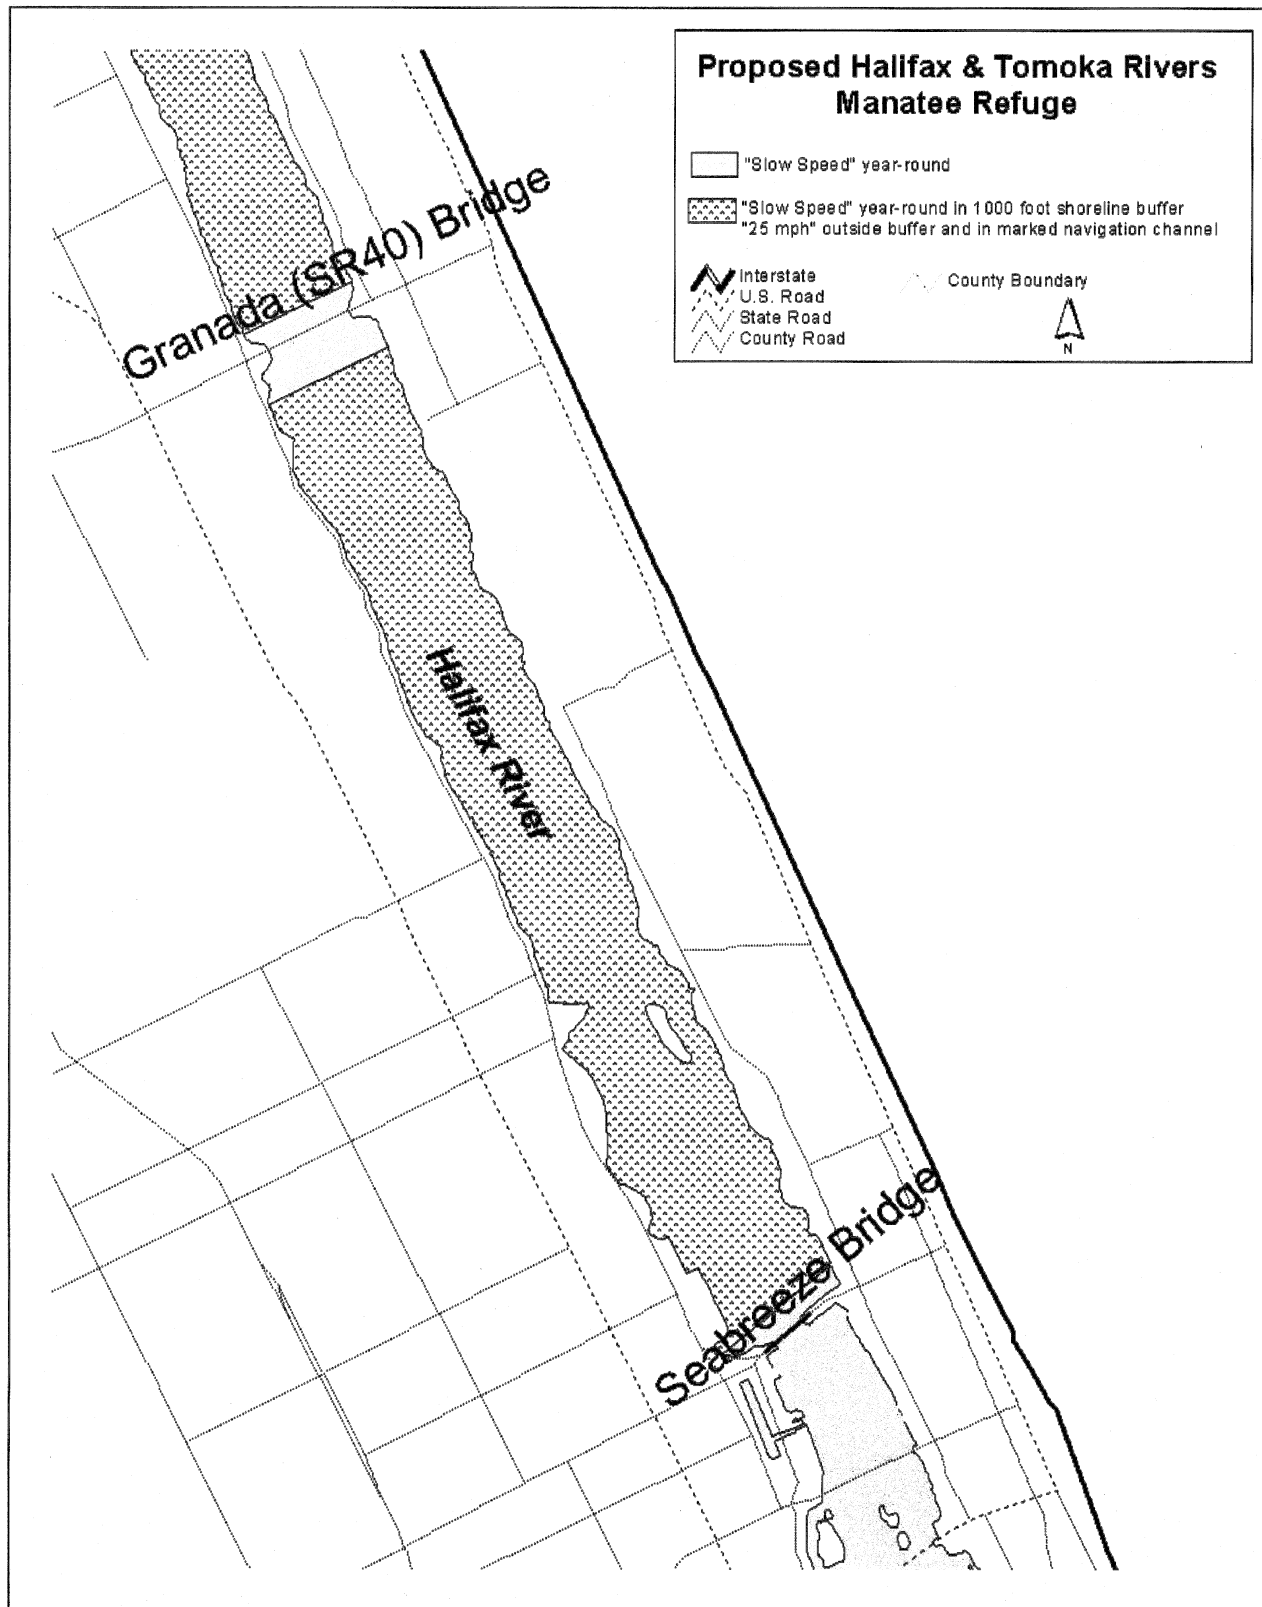 Proposed Halifax & Tomoka Rivers
Manatee Refuge
"Slow Speed" year-round
"Slow Speed" year-round in 1000 foot shoreline buffer
"25 mph" outside buffer and in marked navigation channel
Interstate
U.S. Road
State Road
County Road
County Boundary
N
Granada (SR40) Bridge
Halifax River
Seabreeze Bridge